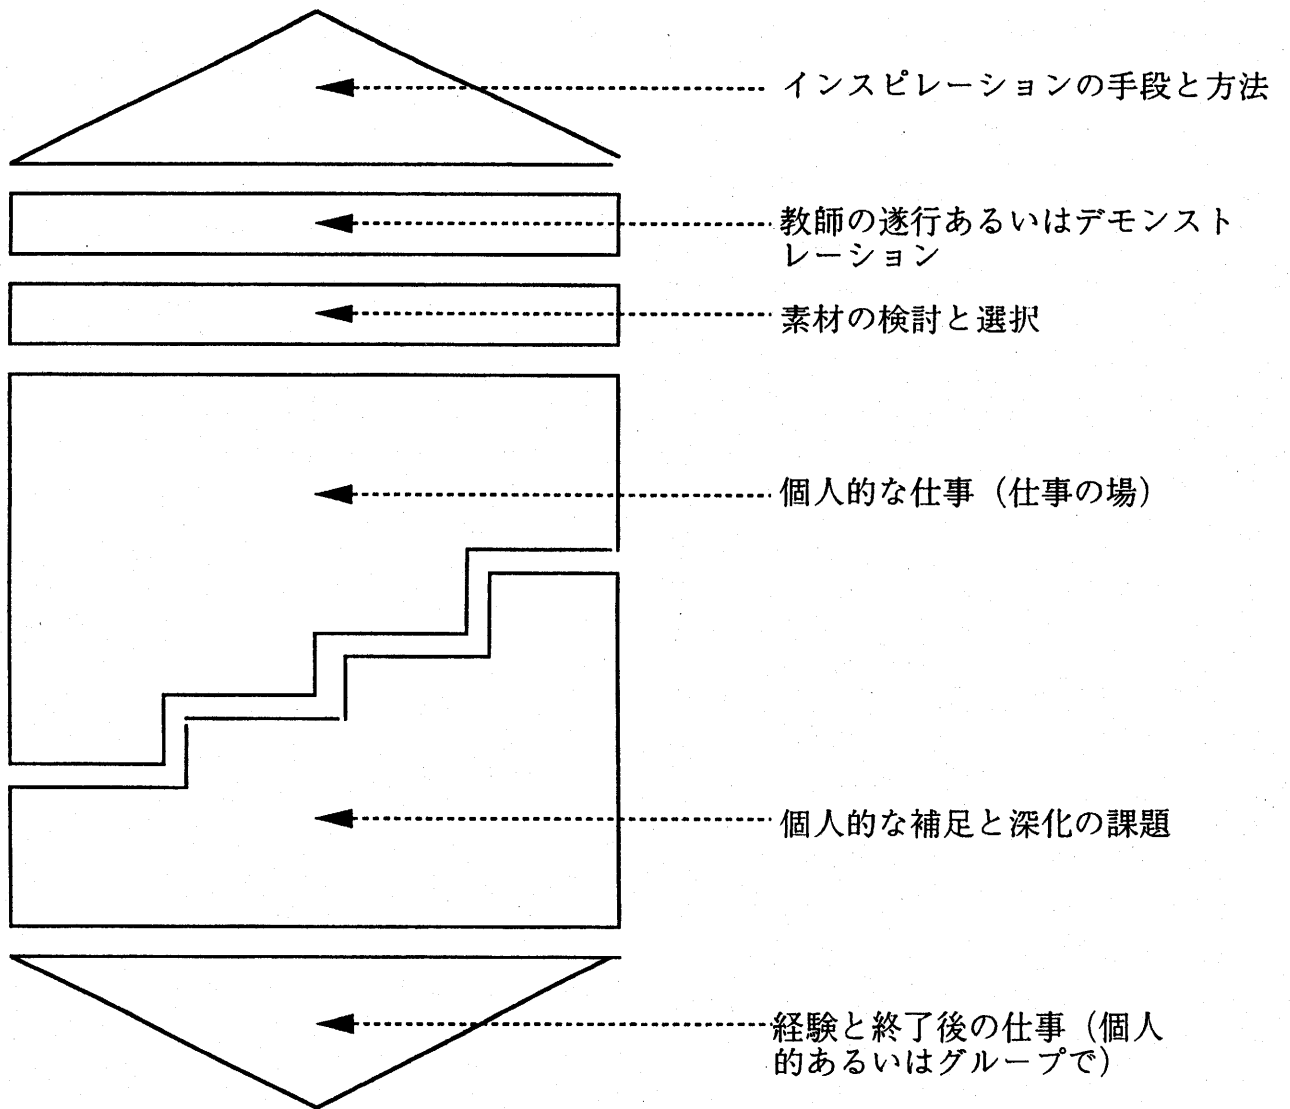 インスピレーションの手段と方法
教師の遂行あるいはデモンスト
レーション
素材の検討と選択
個人的な仕事（仕事の場）
個人的な補足と深化の課題
経験と終了後の仕事（個人
的あるいはグループで）